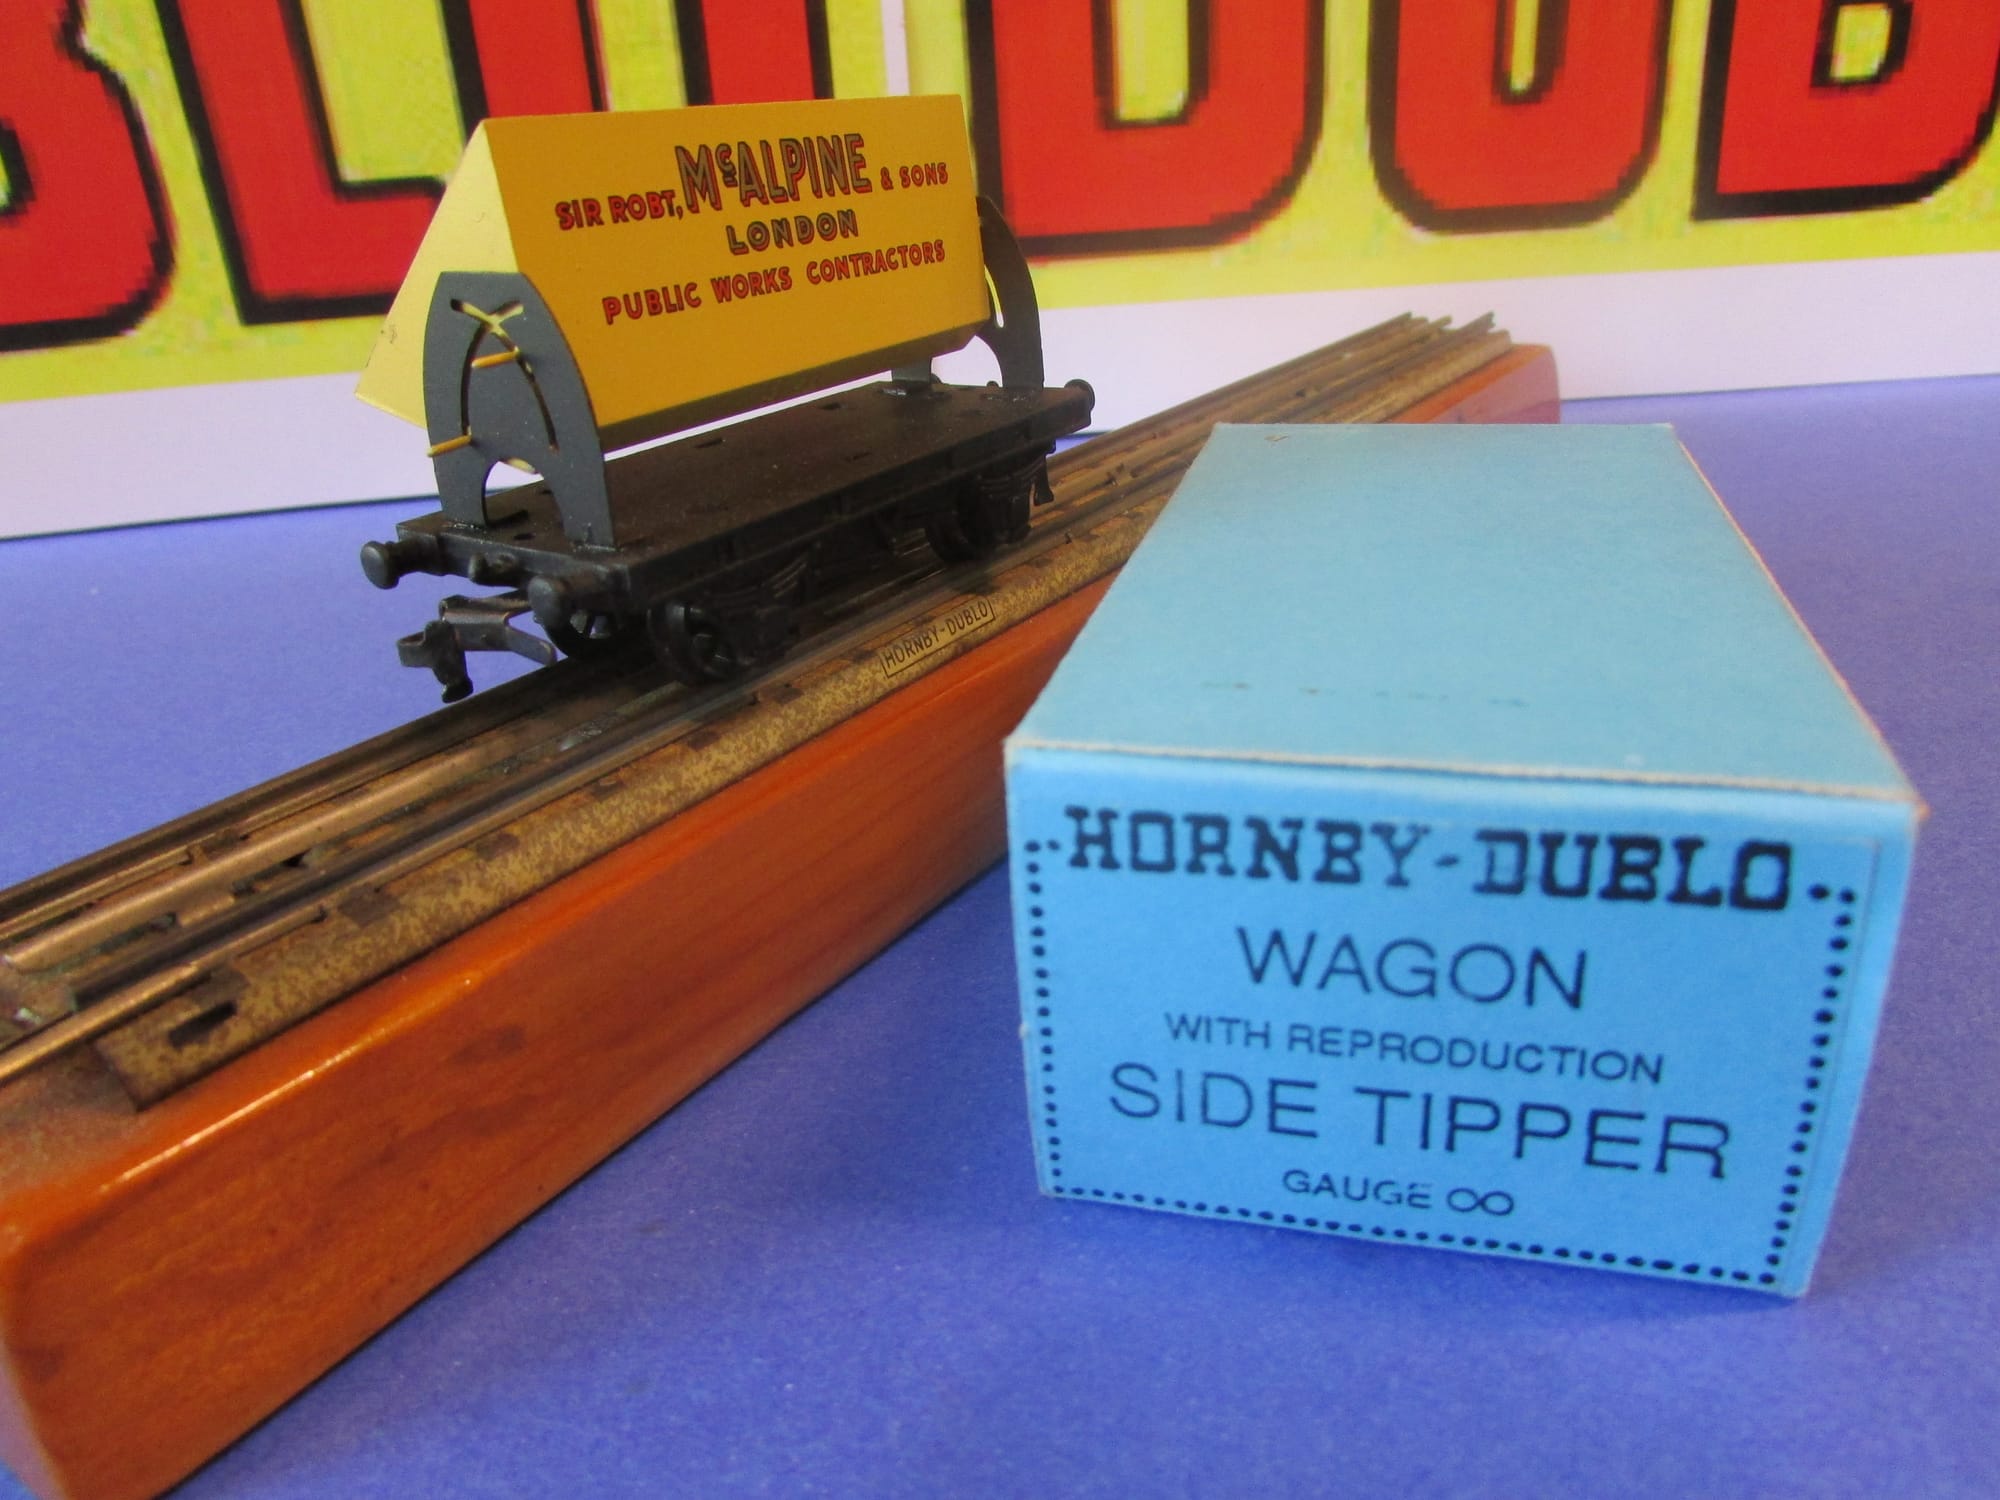 SIR ROBT, McALPINE & SONS
LONDON
PUBLIC WORKS CONTRACTORS
HORNBY-DUBLO
HORNBY-DUBLO
WAGON
WITH REPRODUCTION
SIDE TIPPER
GAUGE OO